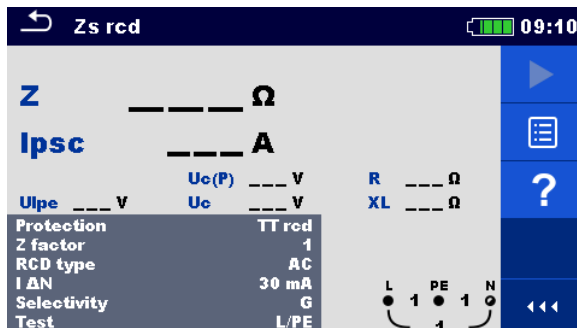 Zs rcd 09:10
Z ___ Ω
Ipsc ___ A
Uc(P) ___ V R ___ Ω
Ulpe ___ V Uc ___ V XL ___ Ω
Protection TT rcd
Z factor 1
RCD type AC
I ΔN 30 mA
Selectivity G
Test L/PE
L PE N
1 1
1
?